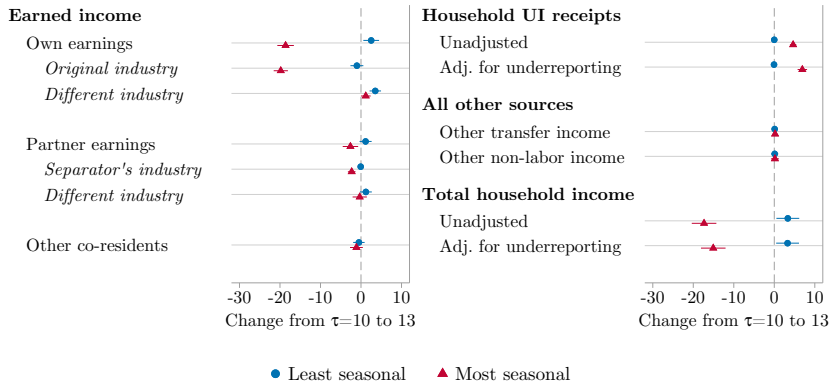 Earned income
Own earnings
Original industry
Different industry
Partner earnings
Separator's industry
Different industry
Other co-residents
-30 -20 -10 0 10
Change from τ=10 to 13
Household UI receipts
Unadjusted
Adj. for underreporting
All other sources
Other transfer income
Other non-labor income
Total household income
Unadjusted
Adj. for underreporting
-30 -20 -10 0 10
Change from τ=10 to 13
Least seasonal Most seasonal